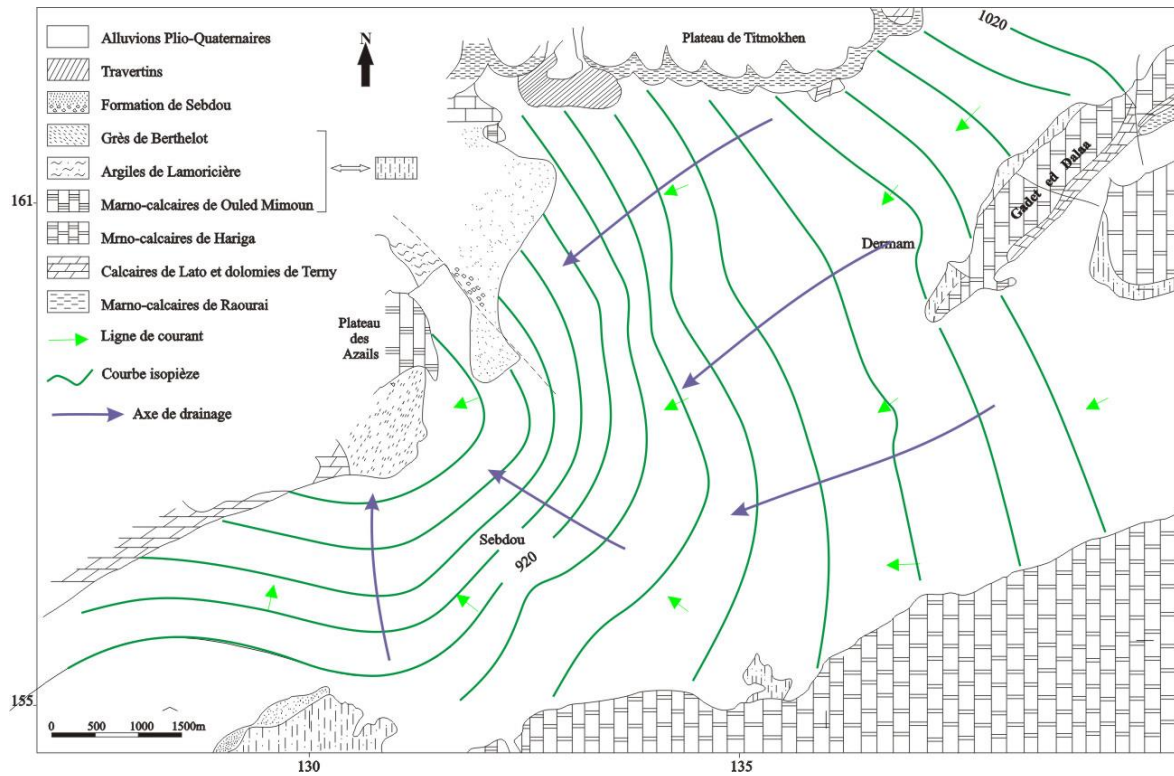 Alluvions Plio-Quaternaires
Travertins
Formation de Sebdou
Grès de Berthelot
Argiles de Lamoricière
Marno-calcaires de Ouled Mimoun
Mrno-calcaires de Hariga
Calcaires de Lato et dolomies de Terny
Marno-calcaires de Raourai
Ligne de courant
Courbe isopièze
Axe de drainage
N
Plateau de Titmokhen
1020
Gadet ed Dalaa
161
Dermam
Plateau
des
Azails
Sebdou
920
155
0 500 1000 1500m
130
135